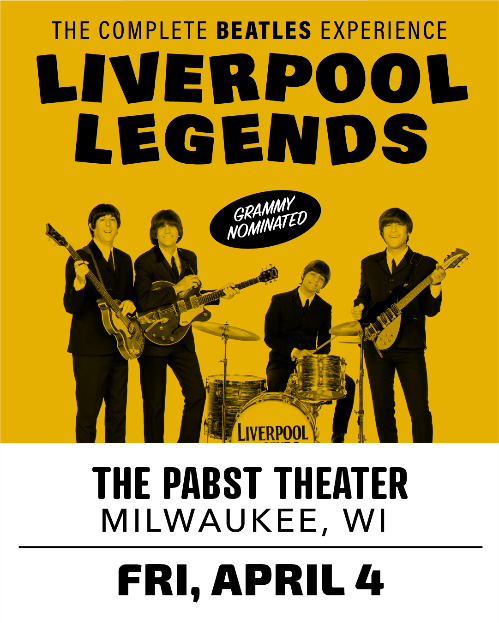 THE COMPLETE BEATLES EXPERIENCE
LIVERPOOL
LEGENDS
GRAMMY
NOMINATED
LIVERPOOL
THE PABST THEATER
MILWAUKEE, WI
FRI, APRIL 4